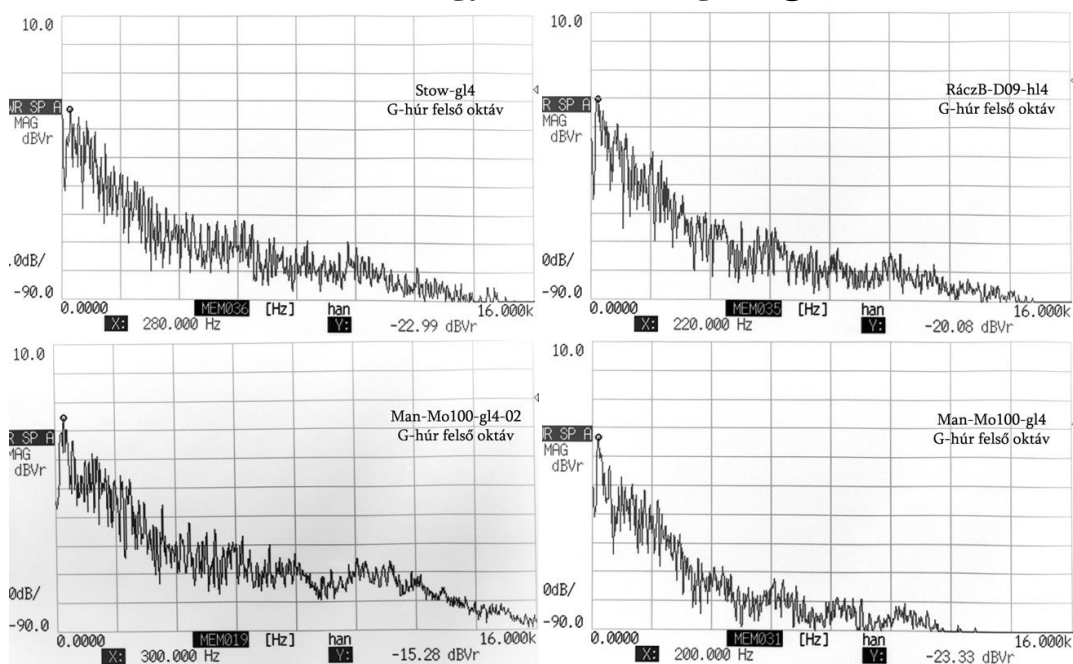 10.0
WR SP A
MAG
dBVr
.0dB/
-90.0
Stow-gl4
G-húr felső oktáv
0.00000 MEM036 [Hz] han 16.000k
X: 280.000 Hz Y: -22.99 dBVr
10.0
R SP A
MAG
dBVr
0dB/
-90.0
RáczB-D09-hl4
G-húr felső oktáv
0.00000 MEM035 [Hz] han 16.000k
X: 220.000 Hz Y: -20.08 dBVr
10.0
R SP A
MAG
dBVr
0dB/
-90.0
Man-Mo100-gl4-02
G-húr felső oktáv
0.00000 MEM019 [Hz] han 16.000k
X: 300.000 Hz Y: -15.28 dBVr
10.0
R SP A
MAG
dBVr
0dB/
-90.0
Man-Mo100-gl4
G-húr felső oktáv
0.00000 MEM031 [Hz] han 16.000k
X: 200.000 Hz Y: -23.33 dBVr